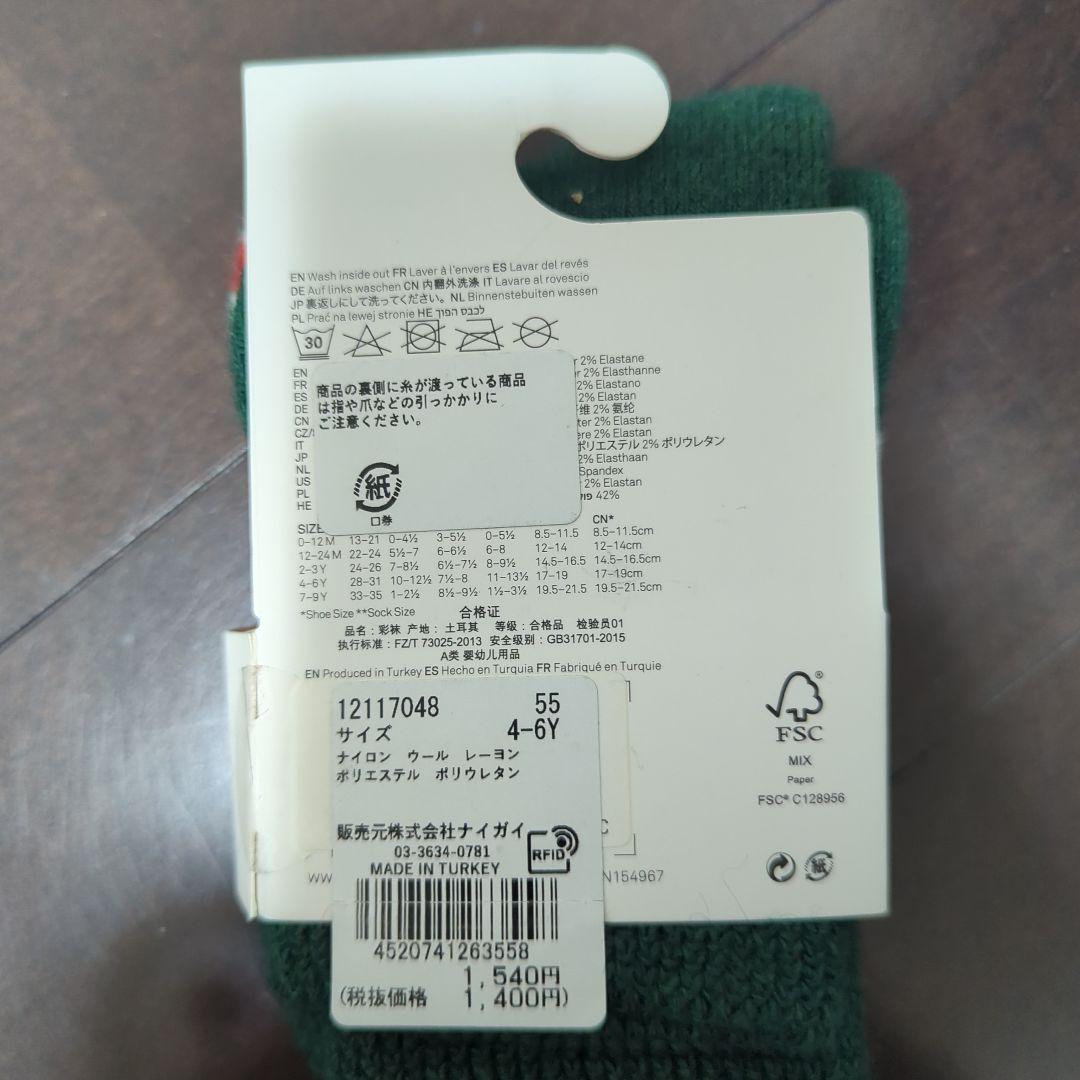 EN Wash inside out FR Laver à l'envers ES Lavar del revés
DE Auf links waschen CN 内翻外洗涤 IT Lavare al rovescio
JP 裏返しにして洗ってください。 NL Binnenstebuiten wassen
PL Prać na lewej stronie HE לכבס הפוך
30
EN
FR
ES
DE
CN
IT
JP
NL
US
PL
HE
商品の裏側に糸が渡っている商品
は指や爪などの引っかかりに
ご注意ください。
紙
口券
2% Elastane
2% Elasthanne
2% Elastano
2% Elastan
2% 氨纶
2% Elastan
2% Elastan
ポリエステル 2% ポリウレタン
2% Elasthaan
Spandex
2% Elastan
42%
SIZE
CN*
0-12 M 13-21 0-4½ 3-5½ 0-5½ 8.5-11.5 8.5-11.5cm
12-24 M 22-24 5½-7 6-6½ 6-8 12-14 12-14cm
2-3 Y 24-26 7-8½ 6½-7½ 8-9½ 14.5-16.5 14.5-16.5cm
4-6 Y 28-31 10-12½ 7½-8 11-13½ 17-19 17-19cm
7-9 Y 33-35 1-2½ 8½-9½ 1½-3½ 19.5-21.5 19.5-21.5cm
*Shoe Size **Sock Size
合格证
品名：彩袜 产地：土耳其 等级：合格品 检验员01
执行标准：FZ/T 73025-2013 安全级别：GB31701-2015
A类 婴幼儿用品
EN Produced in Turkey ES Hecho en Turquia FR Fabriqué en Turquie
12117048 55
サイズ 4-6Y
ナイロン ウール レーヨン
ポリエステル ポリウレタン
販売元株式会社ナイガイ
03-3634-0781
MADE IN TURKEY
RFID
4520741263558
1,540円
(税抜価格 1,400円)
FSC
MIX
Paper
FSC® C128956
紙
N154967